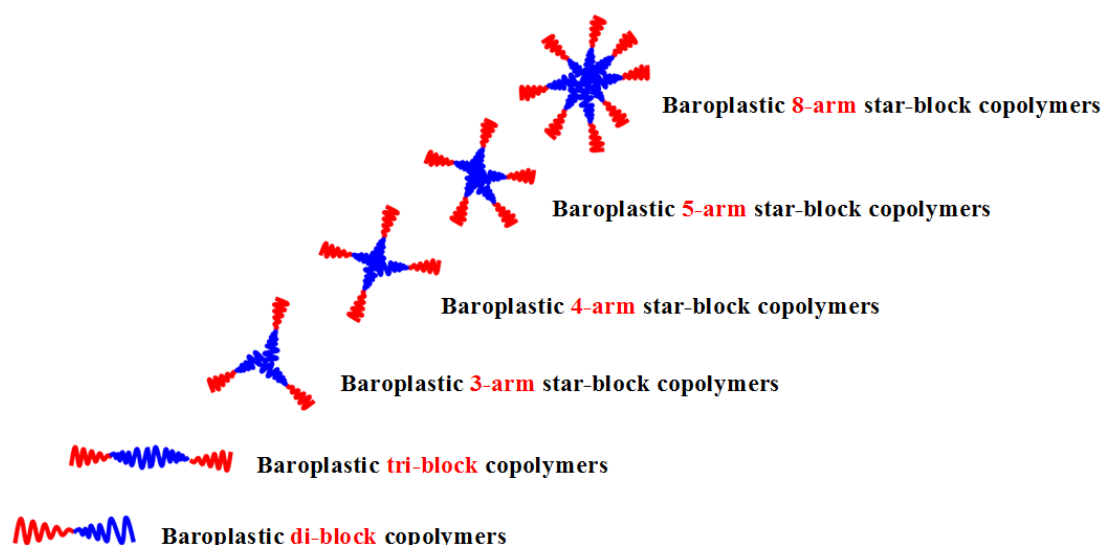 Baroplastic 8-arm star-block copolymers
Baroplastic 5-arm star-block copolymers
Baroplastic 4-arm star-block copolymers
Baroplastic 3-arm star-block copolymers
Baroplastic tri-block copolymers
Baroplastic di-block copolymers